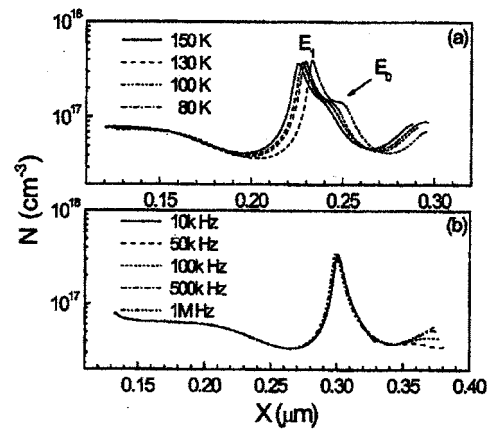 10^18
10^17
150 K
130 K
100 K
80 K
E_1
E_b
(a)
0.15 0.20 0.25 0.30
N (cm^-3)
10^18
10^17
10k Hz
50k Hz
100k Hz
500k Hz
1M Hz
(b)
0.15 0.20 0.25 0.30 0.35 0.40
X (μm)